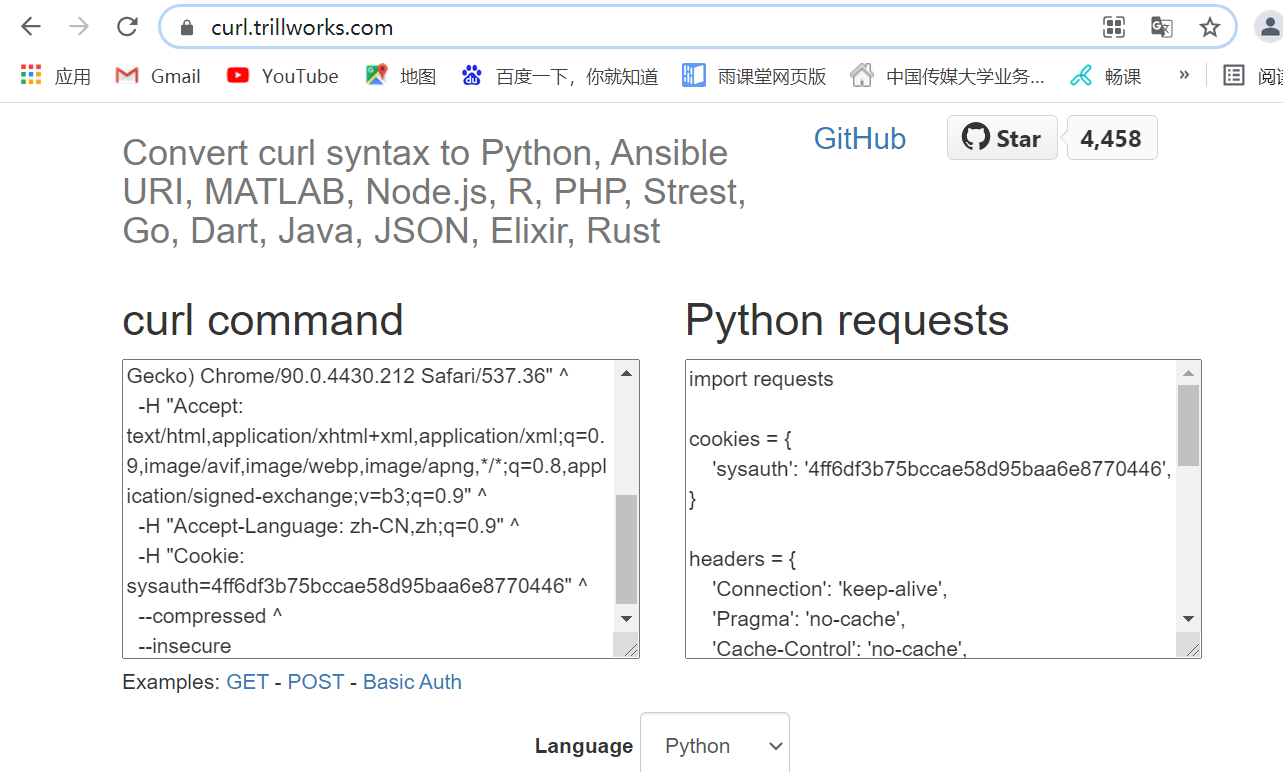 curl.trillworks.com
应用 Gmail YouTube 地图 百度一下，你就知道 雨课堂网页版 中国传媒大学业务... 畅课 »
Convert curl syntax to Python, Ansible
URI, MATLAB, Node.js, R, PHP, Strest,
Go, Dart, Java, JSON, Elixir, Rust
GitHub
Star 4,458
curl command
Gecko) Chrome/90.0.4430.212 Safari/537.36" ^
-H "Accept:
text/html,application/xhtml+xml,application/xml;q=0.
9,image/avif,image/webp,image/apng,*/*;q=0.8,appl
ication/signed-exchange;v=b3;q=0.9" ^
-H "Accept-Language: zh-CN,zh;q=0.9" ^
-H "Cookie:
sysauth=4ff6df3b75bccae58d95baa6e8770446" ^
--compressed ^
--insecure
Python requests
import requests
cookies = {
'sysauth': '4ff6df3b75bccae58d95baa6e8770446',
}
headers = {
'Connection': 'keep-alive',
'Pragma': 'no-cache',
'Cache-Control': 'no-cache',
Examples: GET - POST - Basic Auth
Language Python